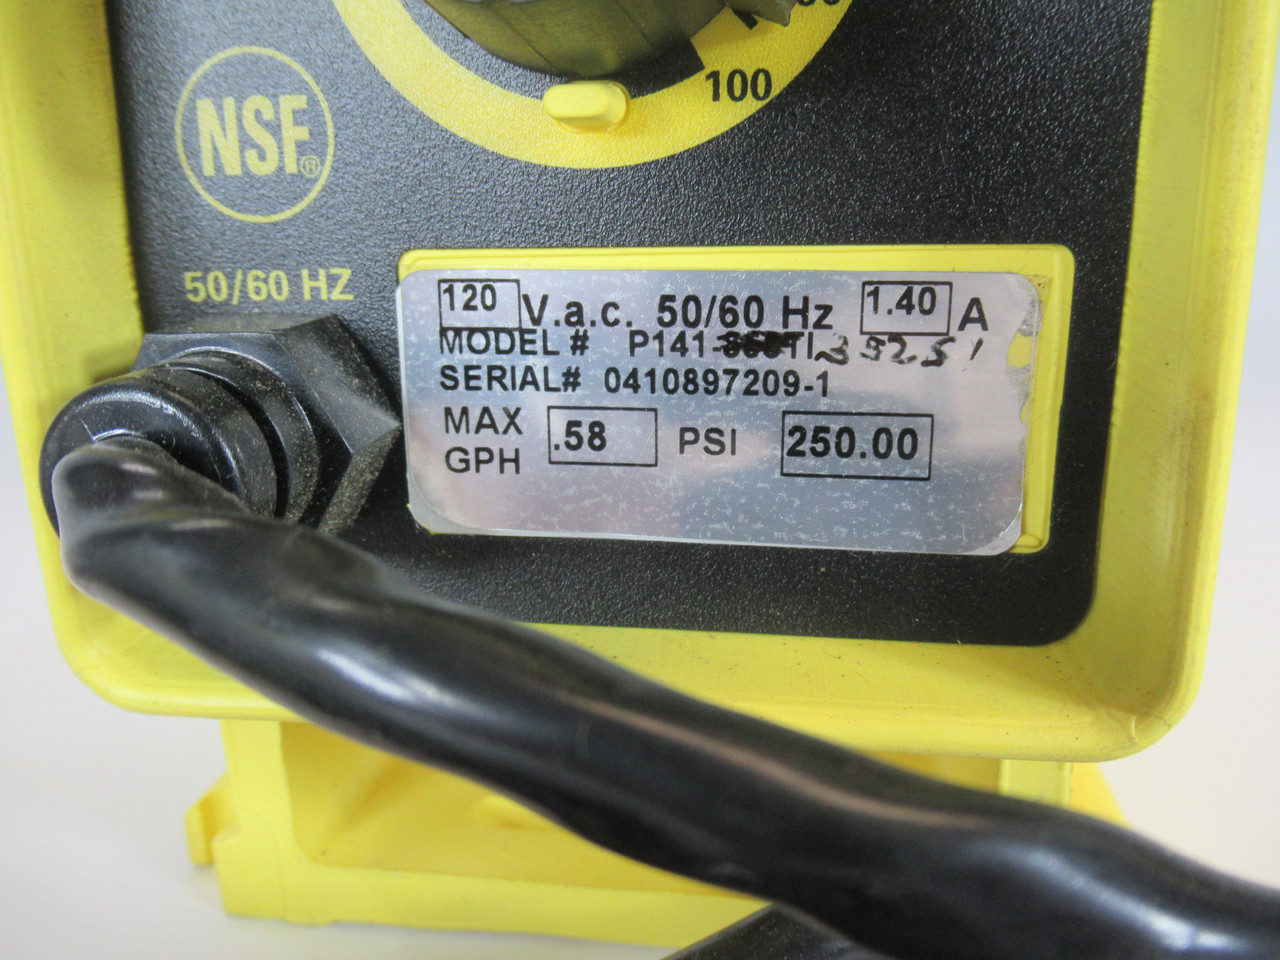 100
NSF®
50/60 HZ
120 V.a.c. 50/60 Hz 1.40 A
MODEL # P141-
SERIAL# 0410897209-1
MAX GPH .58 PSI 250.00